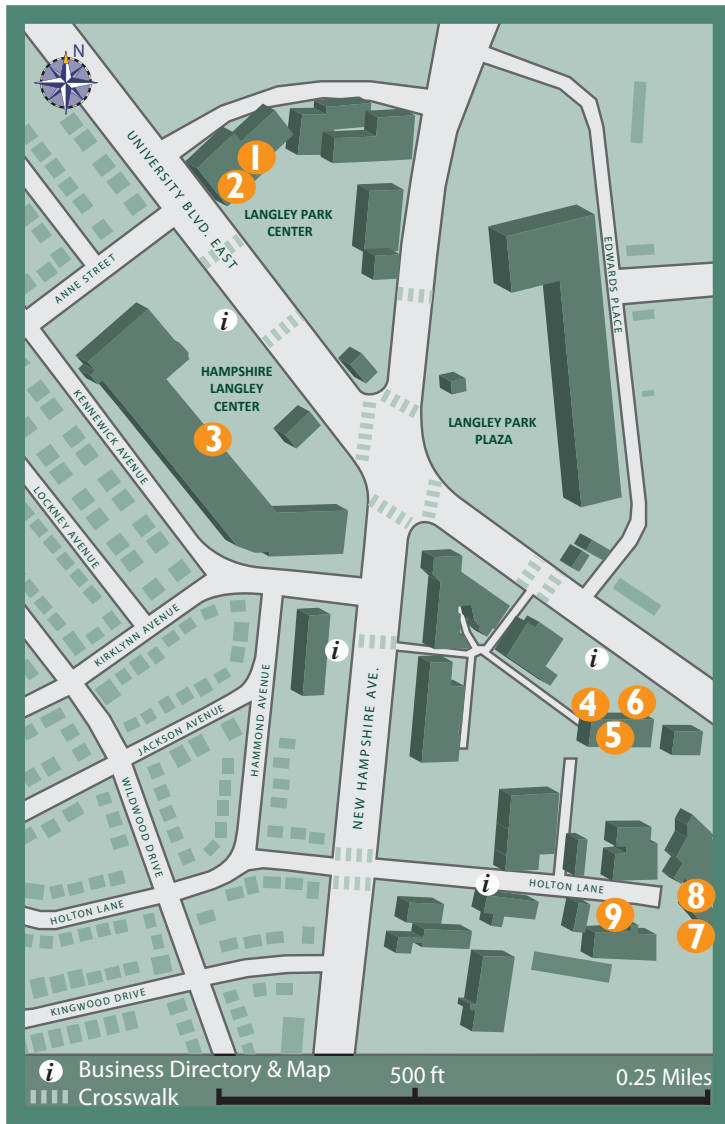 N
UNIVERSITY BLVD. EAST
1
2
LANGLEY PARK
CENTER
ANNE STREET
EDWARDS PLACE
i
HAMPSHIRE
LANGLEY
CENTER
KENNEWICK AVENUE
3
LANGLEY PARK
PLAZA
LOCKNEY AVENUE
KIRKLYNN AVENUE
i
i
HAMMOND AVENUE
JACKSON AVENUE
NEW HAMPSHIRE AVE.
4
6
5
WILDWOOD DRIVE
HOLTON LANE
i
HOLTON LANE
8
9
7
KINGWOOD DRIVE
i Business Directory & Map
Crosswalk
500 ft
0.25 Miles